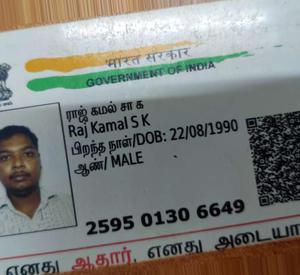 भारत सरकार
GOVERNMENT OF INDIA
ராஜ் கமல் சா க
Raj Kamal S K
பிறந்த நாள்/DOB: 22/08/1990
ஆண்/ MALE
2595 0130 6649
எனது ஆதார், எனது அடையா